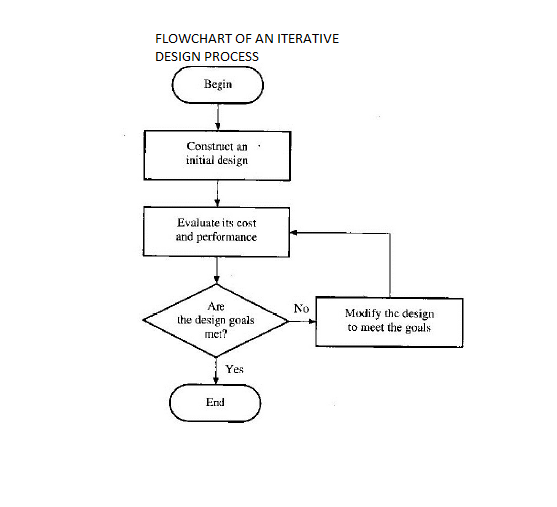 FLOWCHART OF AN ITERATIVE
DESIGN PROCESS
Begin
Construct an
initial design
Evaluate its cost
and performance
Are
the design goals
met?
No
Modify the design
to meet the goals
Yes
End